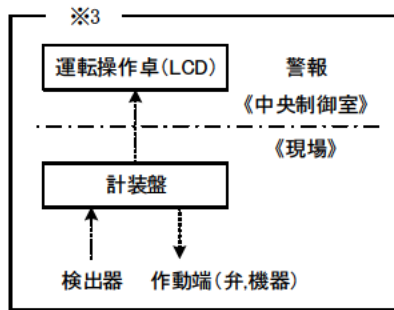 ※3
運転操作卓(LCD)
警報
《中央制御室》
《現場》
計装盤
検出器
作動端(弁,機器)